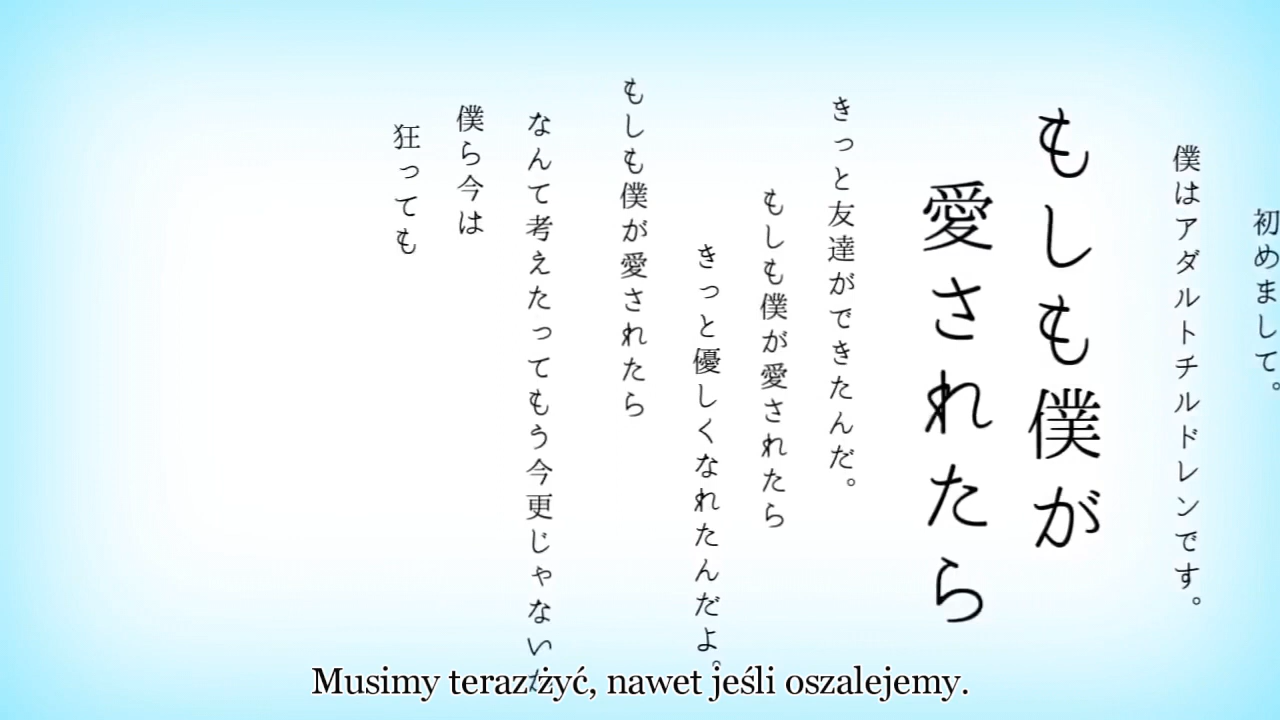 初めまして。
僕はアダルトチルドレンです。
もしも僕が
愛されたら
きっと友達ができたんだ。
もしも僕が愛されたら
きっと優しくなれたんだよ。
もしも僕が愛されたら
なんて考えたってもう今更じゃないか
僕ら今は
狂っても
Musimy teraz żyć, nawet jeśli oszalejemy.